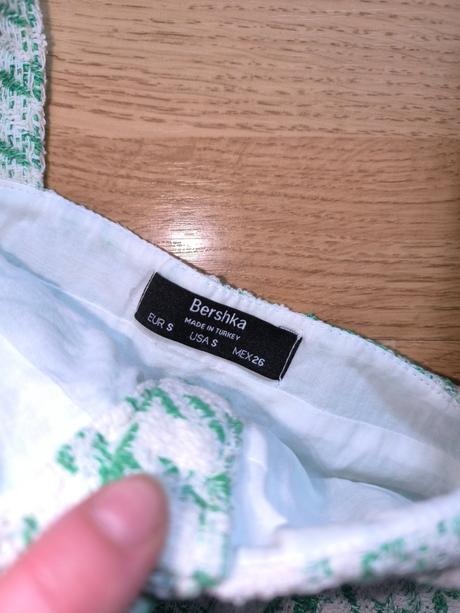 Bershka
MADE IN TURKEY
EUR S USA S MEX 26